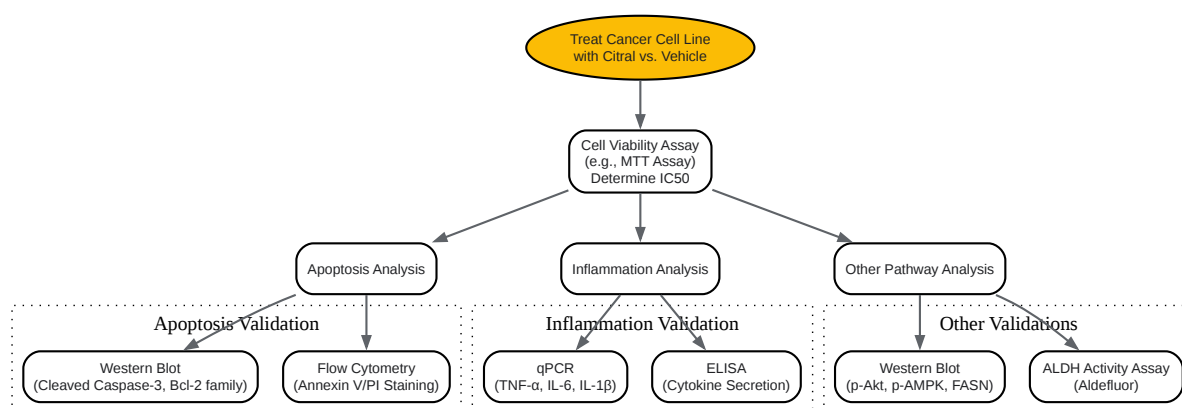 Treat Cancer Cell Line
with Citral vs. Vehicle
Cell Viability Assay
(e.g., MTT Assay)
Determine IC50
Apoptosis Analysis
Inflammation Analysis
Other Pathway Analysis
Apoptosis Validation
Inflammation Validation
Other Validations
Western Blot
(Cleaved Caspase-3, Bcl-2 family)
Flow Cytometry
(Annexin V/PI Staining)
qPCR
(TNF-α, IL-6, IL-1β)
ELISA
(Cytokine Secretion)
Western Blot
(p-Akt, p-AMPK, FASN)
ALDH Activity Assay
(Aldefluor)